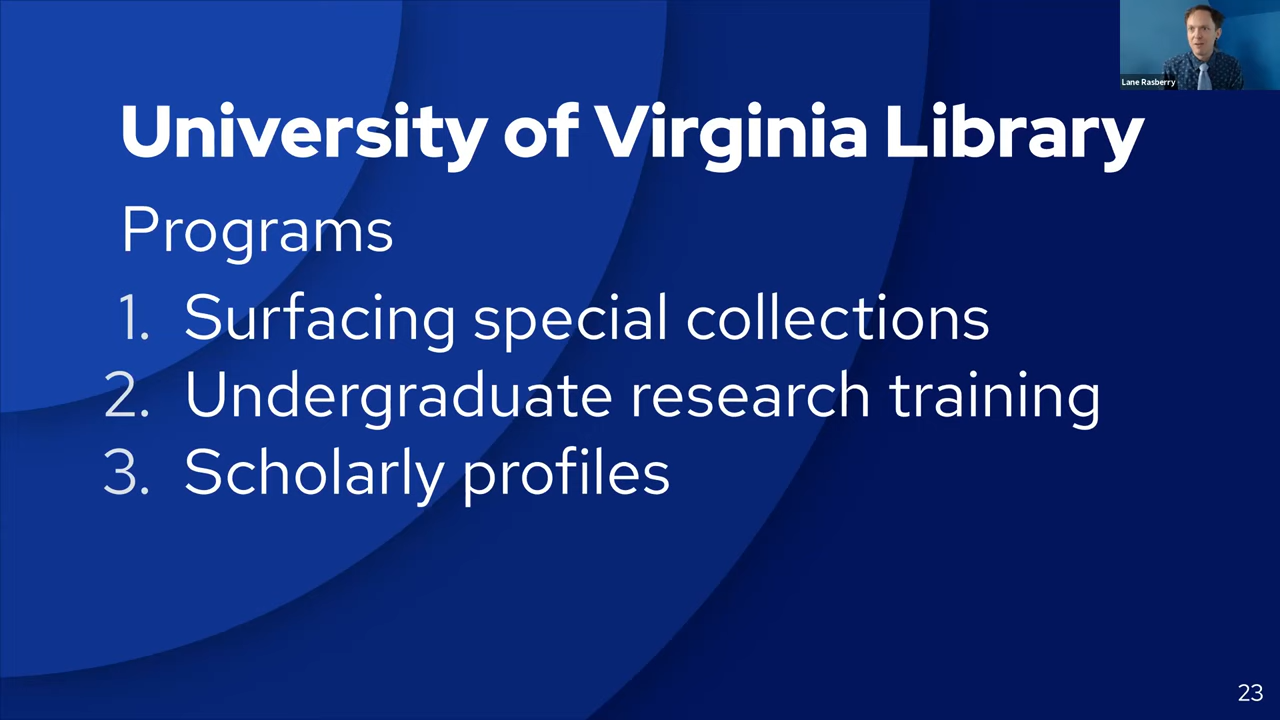 Lane Rasberry
University of Virginia Library
Programs
1. Surfacing special collections
2. Undergraduate research training
3. Scholarly profiles
23